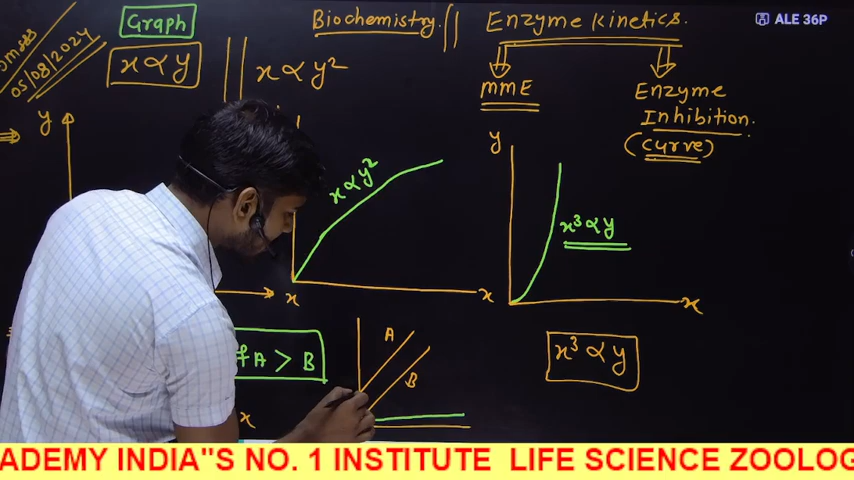 05/08/2024
Graph
x ∝ y
x ∝ y²
Biochemistry. || Enzyme kinetics.
ALE 36P
MME
Enzyme
Inhibition.
(Curve)
y
x ∝ y²
x
y
x³ ∝ y
x
x
A > B
A
B
x³ ∝ y
x
ADEMY INDIA"S NO. 1 INSTITUTE LIFE SCIENCE ZOOLOG